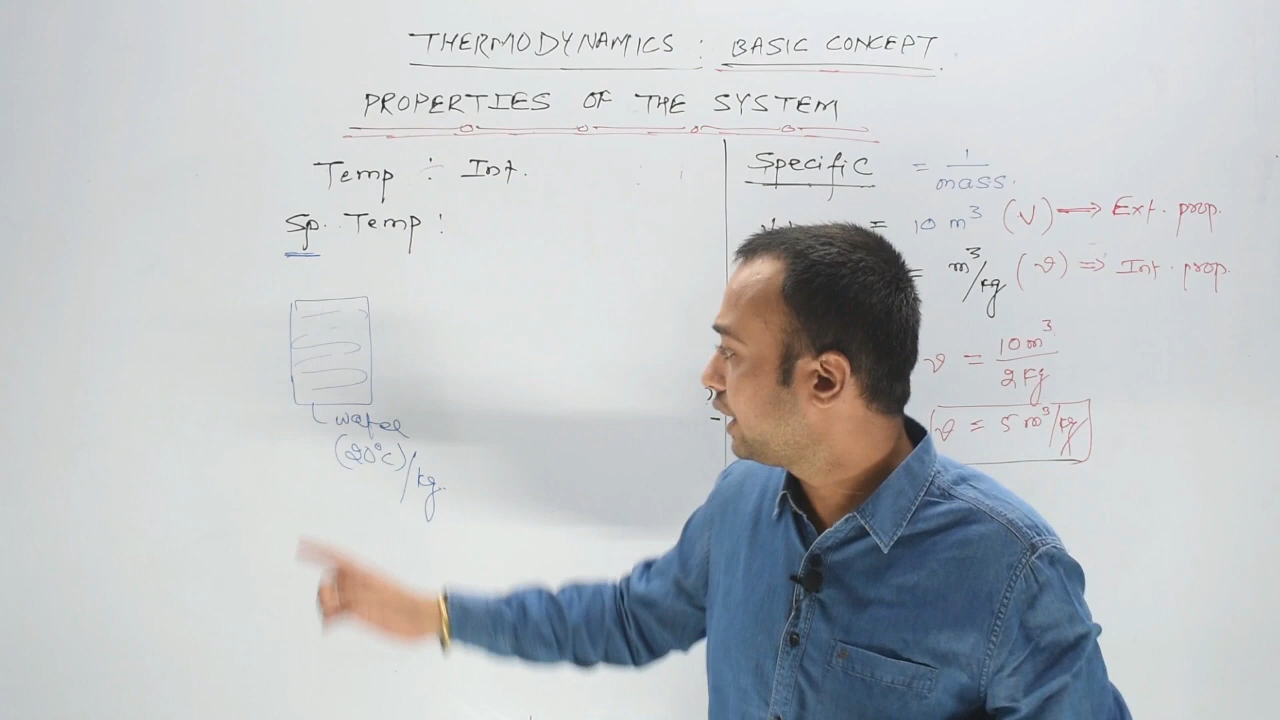 THERMODYNAMICS : BASIC CONCEPT.
PROPERTIES OF THE SYSTEM
Temp : Int.
Sp. Temp :
water
(20°C)/kg.
Specific = 1/mass.
= 10 m³ (V) ⟹ Ext. prop.
= m³/kg (v) ⟹ Int. prop.
v = 10 m³ / 2 kg
v = 5 m³/kg